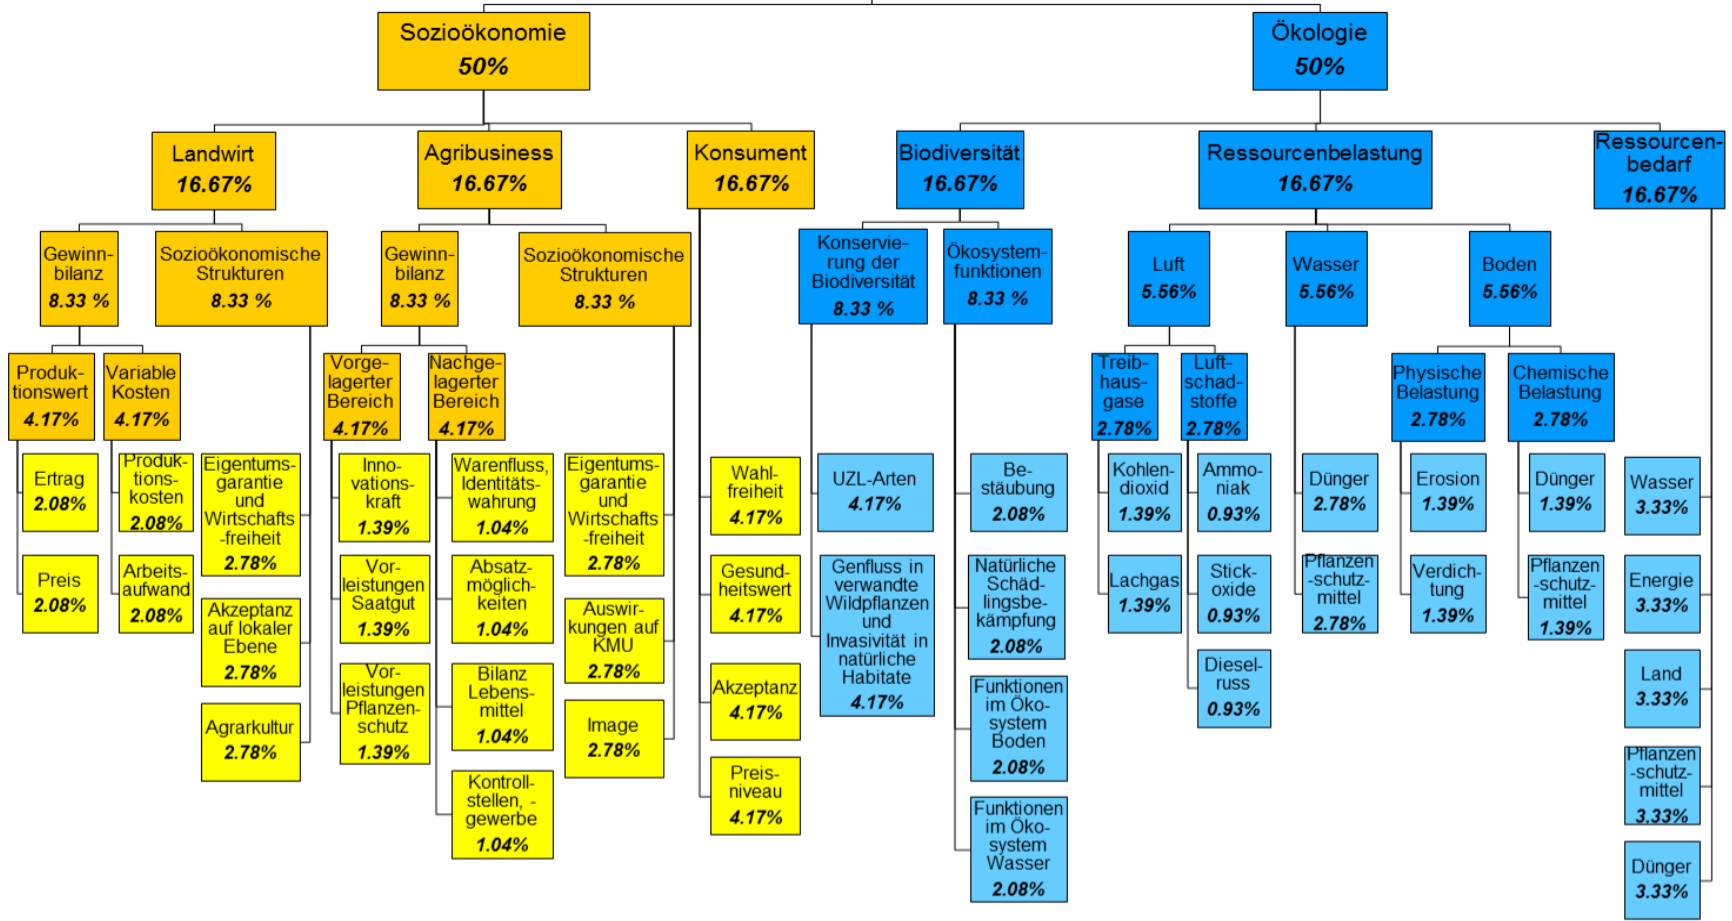 Sozioökonomie
50%
Ökologie
50%
Landwirt
16.67%
Agribusiness
16.67%
Konsument
16.67%
Biodiversität
16.67%
Ressourcenbelastung
16.67%
Ressourcen-
bedarf
16.67%
Gewinn-
bilanz
8.33 %
Sozioökonomische
Strukturen
8.33 %
Gewinn-
bilanz
8.33 %
Sozioökonomische
Strukturen
8.33 %
Konservie-
rung der
Biodiversität
8.33 %
Ökosystem-
funktionen
8.33 %
Luft
5.56%
Wasser
5.56%
Boden
5.56%
Produk-
tionswert
4.17%
Variable
Kosten
4.17%
Vorge-
lagerter
Bereich
4.17%
Nachge-
lagerter
Bereich
4.17%
Treib-
haus-
gase
2.78%
Luft-
schad-
stoffe
2.78%
Physische
Belastung
2.78%
Chemische
Belastung
2.78%
Ertrag
2.08%
Preis
2.08%
Produk-
tions-
kosten
2.08%
Arbeits-
aufwand
2.08%
Eigentums-
garantie
und
Wirtschafts
-freiheit
2.78%
Akzeptanz
auf lokaler
Ebene
2.78%
Agrarkultur
2.78%
Inno-
vations-
kraft
1.39%
Vor-
leistungen
Saatgut
1.39%
Vor-
leistungen
Pflanzen-
schutz
1.39%
Warenfluss,
Identitäts-
wahrung
1.04%
Absatz-
möglich-
keiten
1.04%
Bilanz
Lebens-
mittel
1.04%
Kontroll-
stellen, -
gewerbe
1.04%
Eigentums-
garantie
und
Wirtschafts
-freiheit
2.78%
Auswir-
kungen auf
KMU
2.78%
Image
2.78%
Wahl-
freiheit
4.17%
Gesund-
heitswert
4.17%
Akzeptanz
4.17%
Preis-
niveau
4.17%
UZL-Arten
4.17%
Genfluss in
verwandte
Wildpflanzen
und
Invasivität in
natürliche
Habitate
4.17%
Be-
stäubung
2.08%
Natürliche
Schäd-
lingsbe-
kämpfung
2.08%
Funktionen
im Öko-
system
Boden
2.08%
Funktionen
im Öko-
system
Wasser
2.08%
Kohlen-
dioxid
1.39%
Lachgas
1.39%
Ammo-
niak
0.93%
Stick-
oxide
0.93%
Diesel-
russ
0.93%
Dünger
2.78%
Pflanzen
-schutz-
mittel
2.78%
Erosion
1.39%
Verdich-
tung
1.39%
Dünger
1.39%
Pflanzen
-schutz-
mittel
1.39%
Wasser
3.33%
Energie
3.33%
Land
3.33%
Pflanzen
-schutz-
mittel
3.33%
Dünger
3.33%